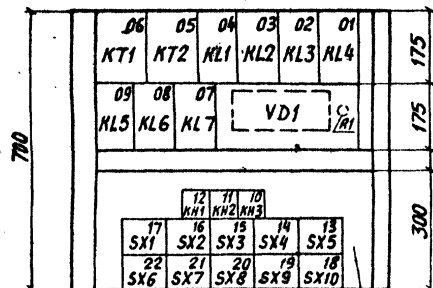 06 05 04 03 02 01
KT1 KT2 KL1 KL2 KL3 KL4
175
09 08 07
KL5 KL6 KL7 VD1 R1
175
700
12 11 10
KH1 KH2 KH3
17 16 15 14 13
SX1 SX2 SX3 SX4 SX5
300
22 21 20 19 18
SX6 SX7 SX8 SX9 SX10